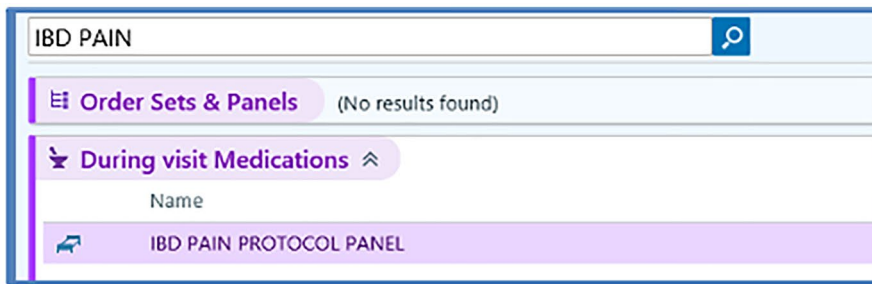 IBD PAIN
Order Sets & Panels (No results found)
During visit Medications
Name
IBD PAIN PROTOCOL PANEL